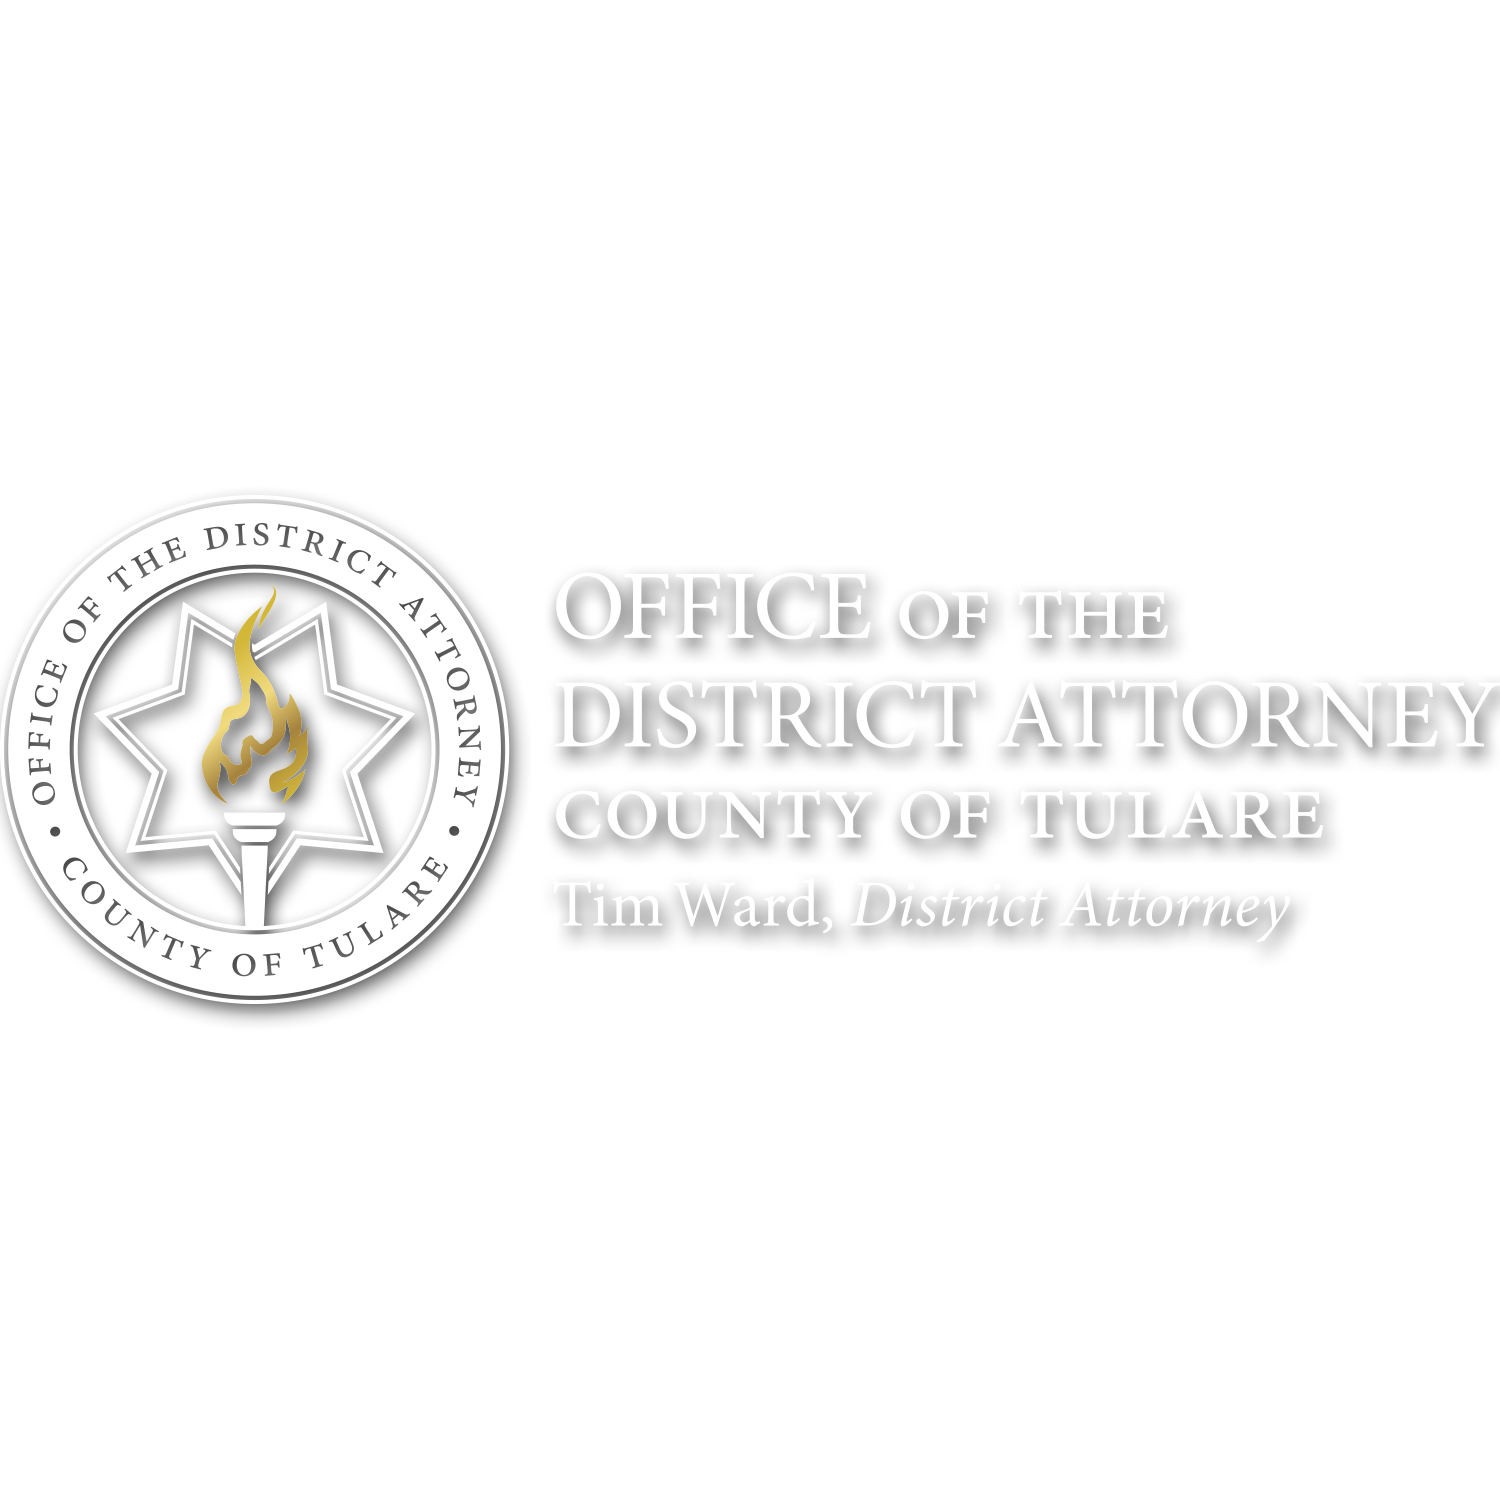 OFFICE OF THE DISTRICT ATTORNEY
• COUNTY OF TULARE •
OFFICE OF THE
DISTRICT ATTORNEY
COUNTY OF TULARE
Tim Ward, District Attorney